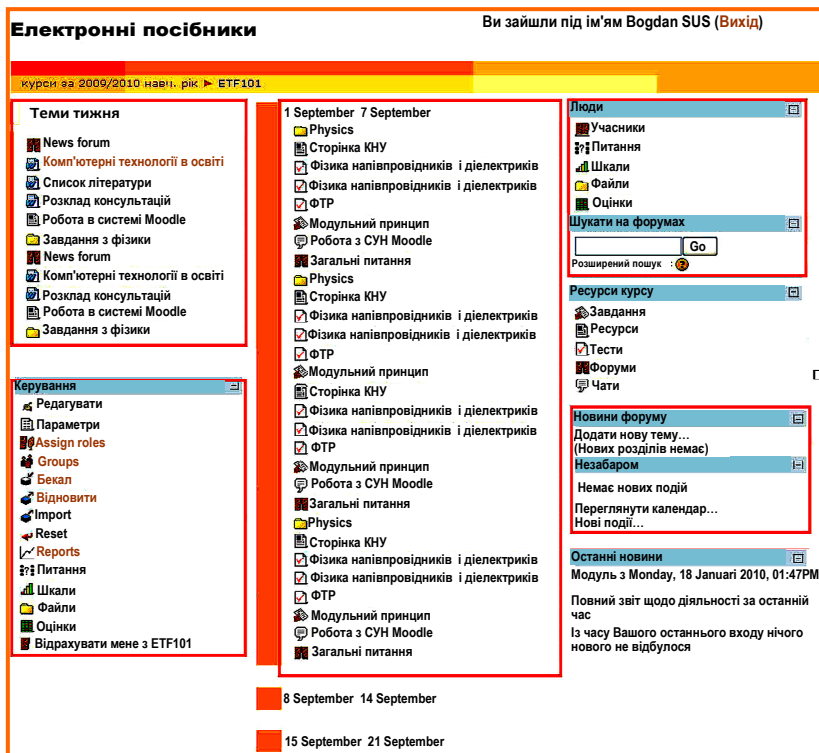 Електронні посібники
Ви зайшли під ім'ям Bogdan SUS (Вихід)
курси за 2009/2010 навч. рік ► ETF101
Теми тижня
News forum
Комп'ютерні технології в освіті
Список літератури
Розклад консультацій
Робота в системі Moodle
Завдання з фізики
News forum
Комп'ютерні технології в освіті
Розклад консультацій
Робота в системі Moodle
Завдання з фізики
Керування
Редагувати
Параметри
Assign roles
Groups
Бекал
Відновити
Import
Reset
Reports
Питання
Шкали
Файли
Оцінки
Відрахувати мене з ETF101
1 September 7 September
Physics
Сторінка КНУ
Фізика напівпровідників і діелектриків
Фізика напівпровідників і діелектриків
ФТР
Модульний принцип
Робота з СУН Moodle
Загальні питання
Physics
Сторінка КНУ
Фізика напівпровідників і діелектриків
Фізика напівпровідників і діелектриків
ФТР
Модульний принцип
Сторінка КНУ
Фізика напівпровідників і діелектриків
Фізика напівпровідників і діелектриків
ФТР
Модульний принцип
Робота з СУН Moodle
Загальні питання
Physics
Сторінка КНУ
Фізика напівпровідників і діелектриків
Фізика напівпровідників і діелектриків
ФТР
Модульний принцип
Робота з СУН Moodle
Загальні питання
8 September 14 September
15 September 21 September
Люди
Учасники
Питання
Шкали
Файли
Оцінки
Шукати на форумах
Go
Розширений пошук :
Ресурси курсу
Завдання
Ресурси
Тести
Форуми
Чати
Новини форуму
Додати нову тему...
(Нових розділів немає)
Незабаром
Немає нових подій
Переглянути календар...
Нові події...
Останні новини
Модуль з Monday, 18 Januari 2010, 01:47PM
Повний звіт щодо діяльності за останній
час
Із часу Вашого останнього входу нічого
нового не відбулося